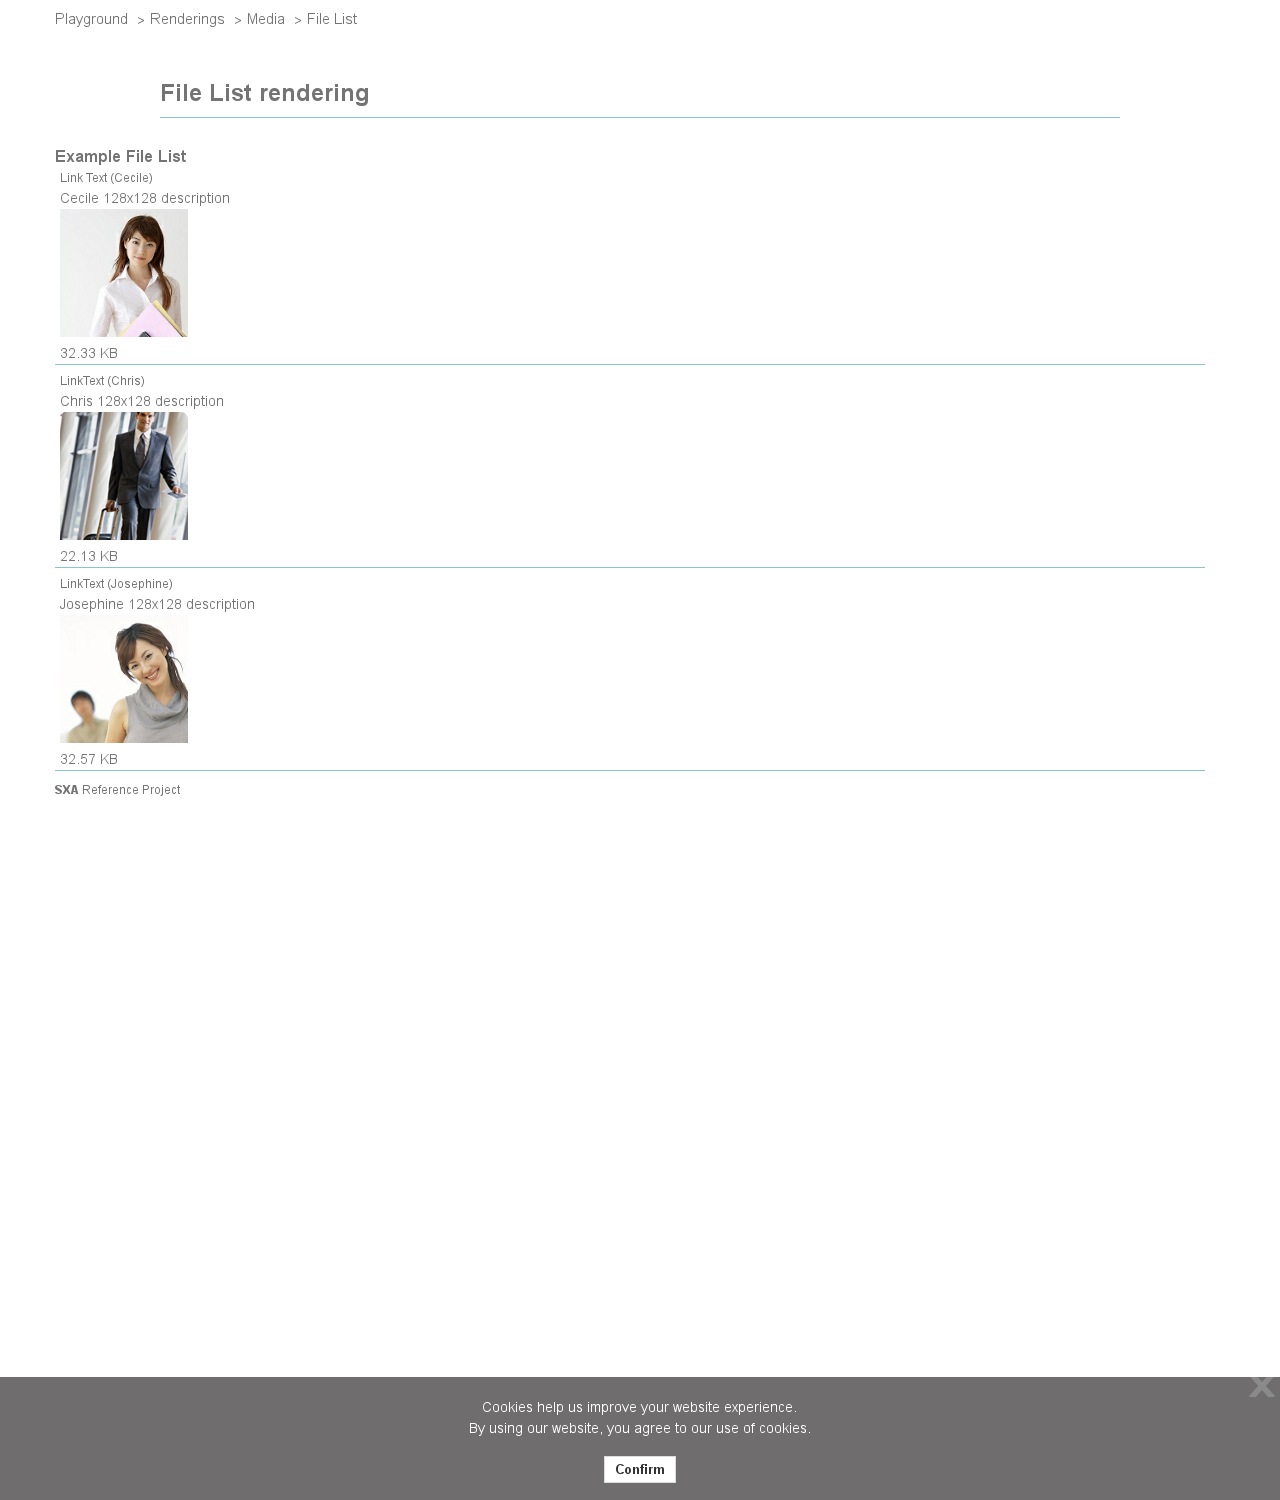 Playground > Renderings > Media > File List
File List rendering
Example File List
Link Text (Cecile)
Cecile 128x128 description
32.33 KB
LinkText (Chris)
Chris 128x128 description
22.13 KB
LinkText (Josephine)
Josephine 128x128 description
32.57 KB
SXA Reference Project
X
Cookies help us improve your website experience.
By using our website, you agree to our use of cookies.
Confirm